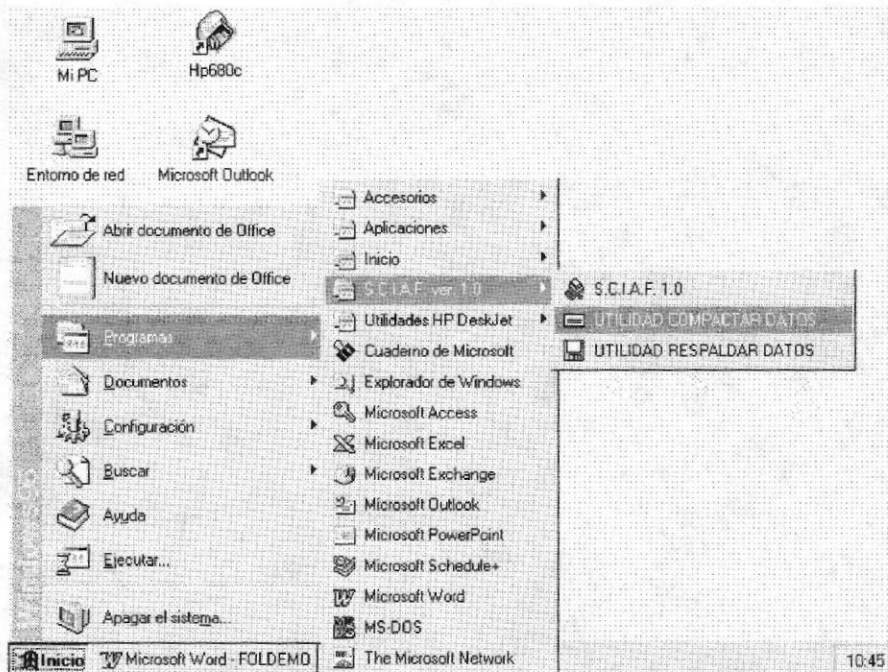 Mi PC
Hp680c
Entorno de red
Microsoft Outlook
Abrir documento de Office
Nuevo documento de Office
Programas
Documentos
Configuración
Buscar
Ayuda
Ejecutar...
Apagar el sistema...
Windows95
Accesorios
Aplicaciones
Inicio
S.C.I.A.F. ver. 1.0
Utilidades HP DeskJet
Cuaderno de Microsoft
Explorador de Windows
Microsoft Access
Microsoft Excel
Microsoft Exchange
Microsoft Outlook
Microsoft PowerPoint
Microsoft Schedule+
Microsoft Word
MS-DOS
The Microsoft Network
S.C.I.A.F. 1.0
UTILIDAD COMPACTAR DATOS
UTILIDAD RESPALDAR DATOS
Inicio
Microsoft Word - FOLDEMO
10:45